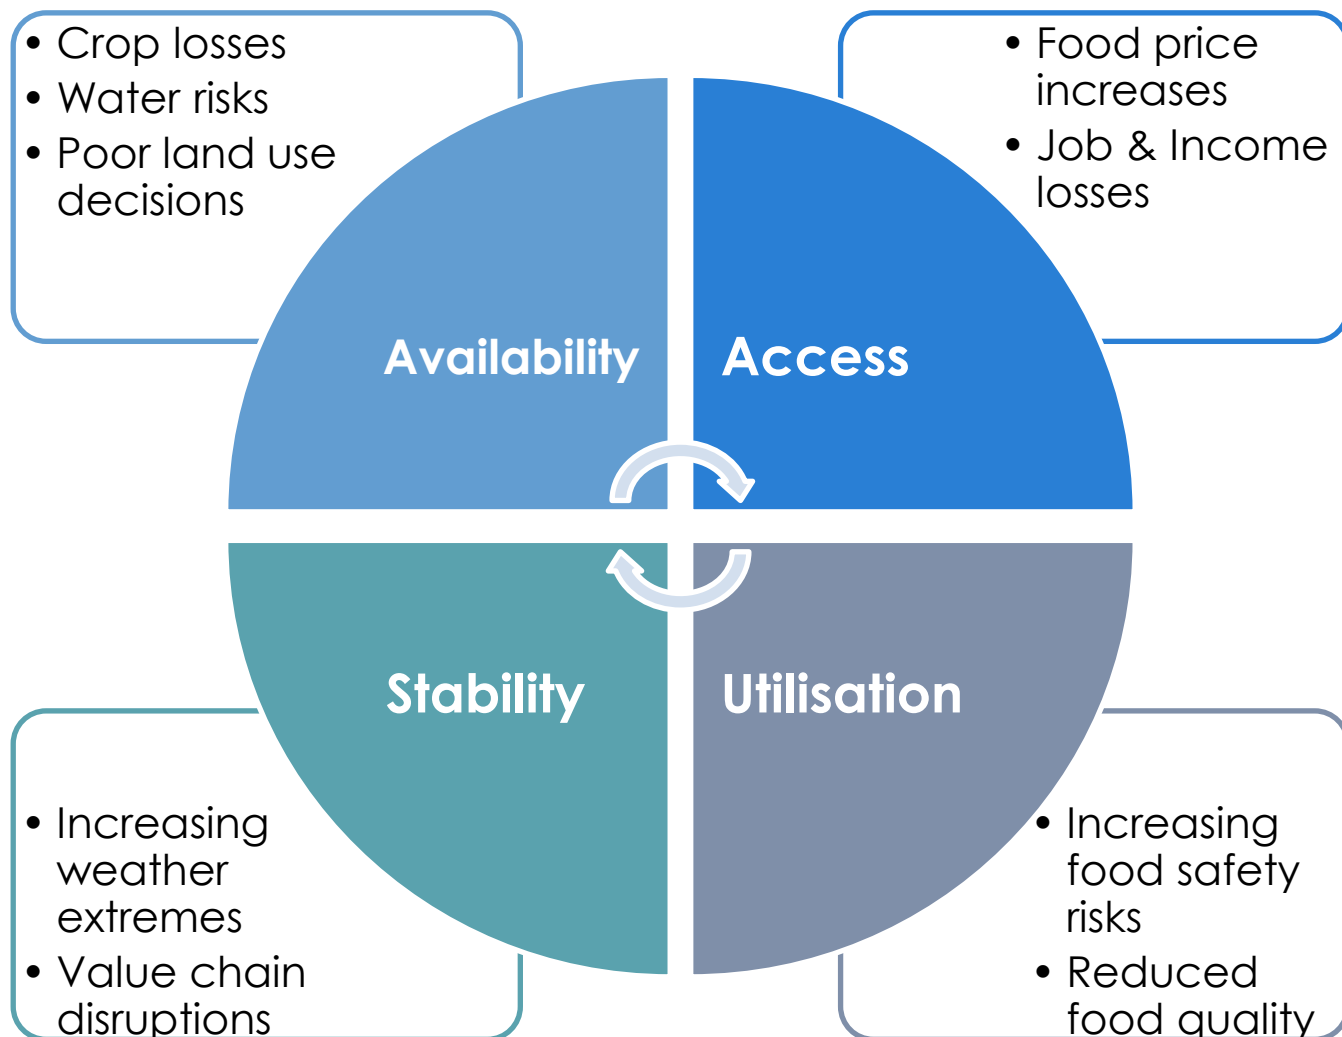 • Crop losses
• Water risks
• Poor land use
decisions
• Food price
increases
• Job & Income
losses
Availability
Access
Stability
Utilisation
• Increasing
weather
extremes
• Value chain
disruptions
• Increasing
food safety
risks
• Reduced
food quality